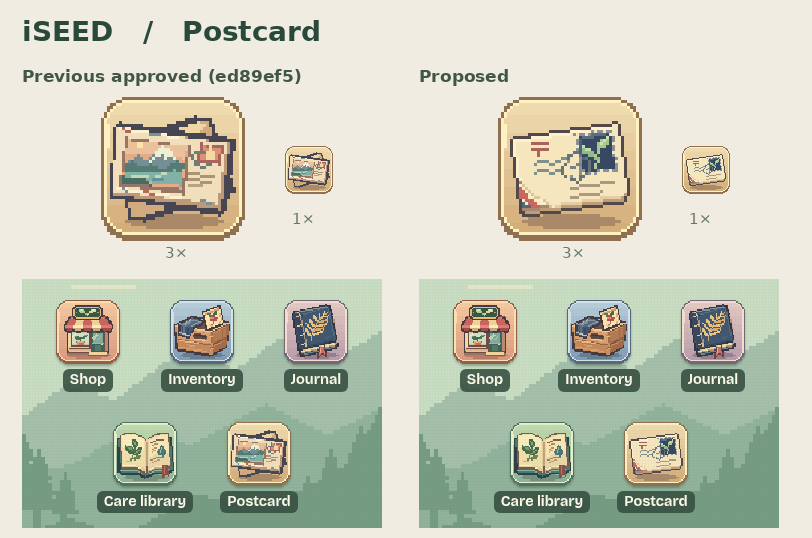 iSEED / Postcard
Previous approved (ed89ef5)
Proposed
1×
3×
1×
3×
Shop
Inventory
Journal
Care library
Postcard
Shop
Inventory
Journal
Care library
Postcard